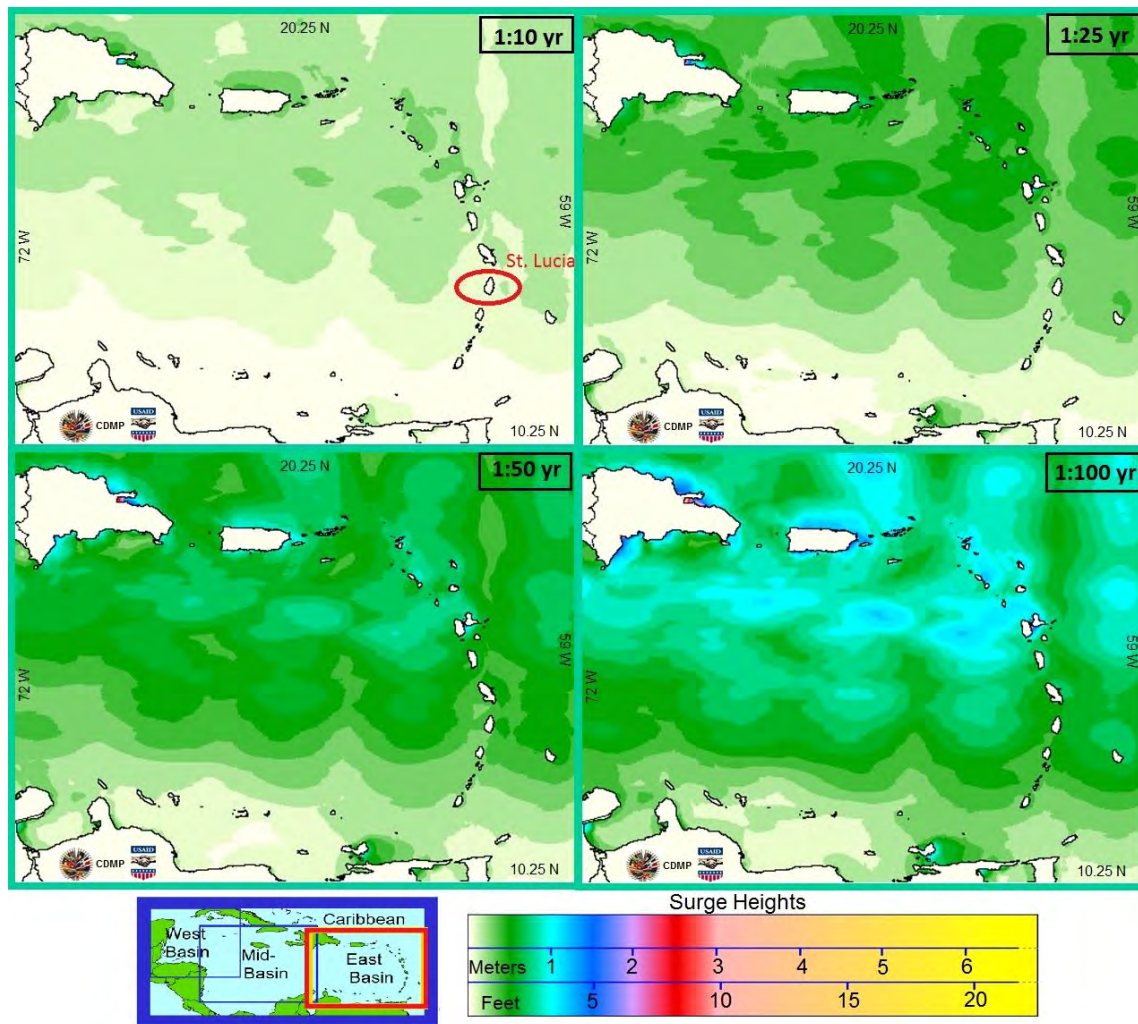 20.25 N
1:10 yr
72 W
59 W
St. Lucia
CDMP
USAID
10.25 N
20.25 N
1:25 yr
72 W
59 W
CDMP
USAID
10.25 N
20.25 N
1:50 yr
72 W
59 W
CDMP
USAID
10.25 N
20.25 N
1:100 yr
72 W
59 W
CDMP
USAID
10.25 N
Caribbean
West
Basin
Mid-
Basin
East
Basin
Surge Heights
Meters 1 2 3 4 5 6
Feet 5 10 15 20